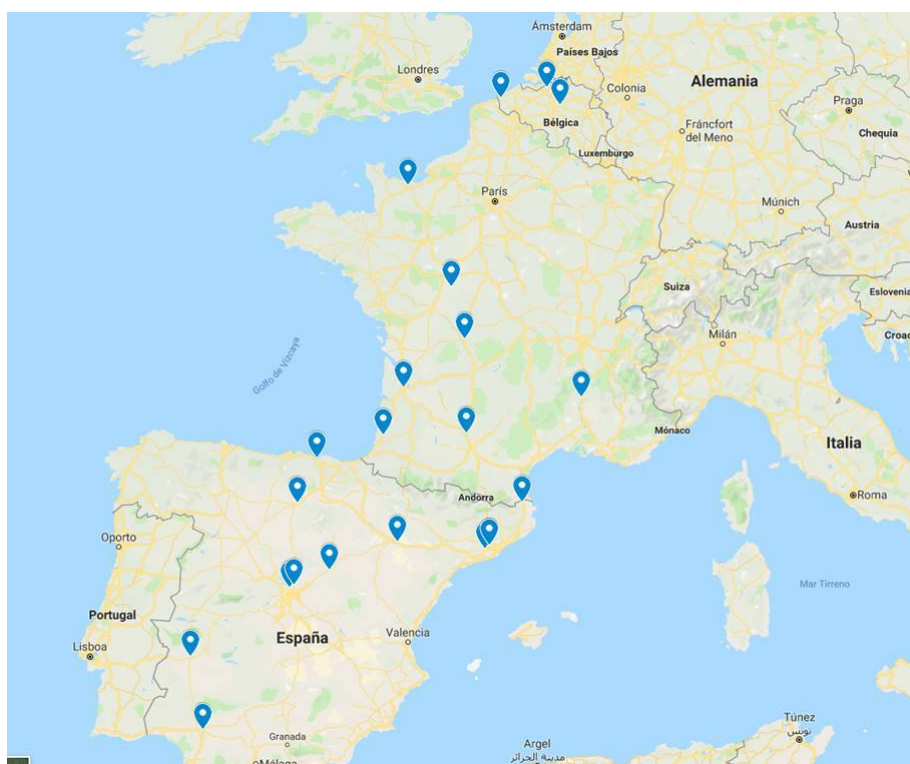 Ámsterdam
Países Bajos
Londres
Alemania
Colonia
Praga
Bélgica
Fráncfort
del Meno
Chequia
Luxemburgo
París
Múnich
Austria
Suiza
Eslovenia
Milán
Croac
Golfo de Vizcaya
Mónaco
Italia
Andorra
Roma
Oporto
Mar Tirreno
Portugal
España
Valencia
Lisboa
Granada
Túnez
تونس
Argel
مدينة الجزائر
Málaga